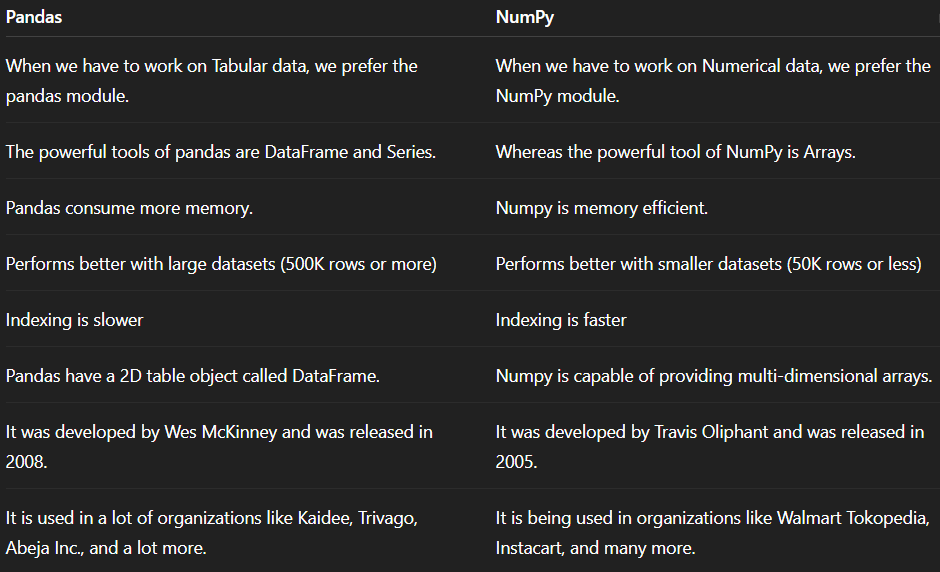 Pandas
NumPy
When we have to work on Tabular data, we prefer the
pandas module.
When we have to work on Numerical data, we prefer the
NumPy module.
The powerful tools of pandas are DataFrame and Series.
Whereas the powerful tool of NumPy is Arrays.
Pandas consume more memory.
Numpy is memory efficient.
Performs better with large datasets (500K rows or more)
Performs better with smaller datasets (50K rows or less)
Indexing is slower
Indexing is faster
Pandas have a 2D table object called DataFrame.
Numpy is capable of providing multi-dimensional arrays.
It was developed by Wes McKinney and was released in
2008.
It was developed by Travis Oliphant and was released in
2005.
It is used in a lot of organizations like Kaidee, Trivago,
Abeja Inc., and a lot more.
It is being used in organizations like Walmart Tokopedia,
Instacart, and many more.